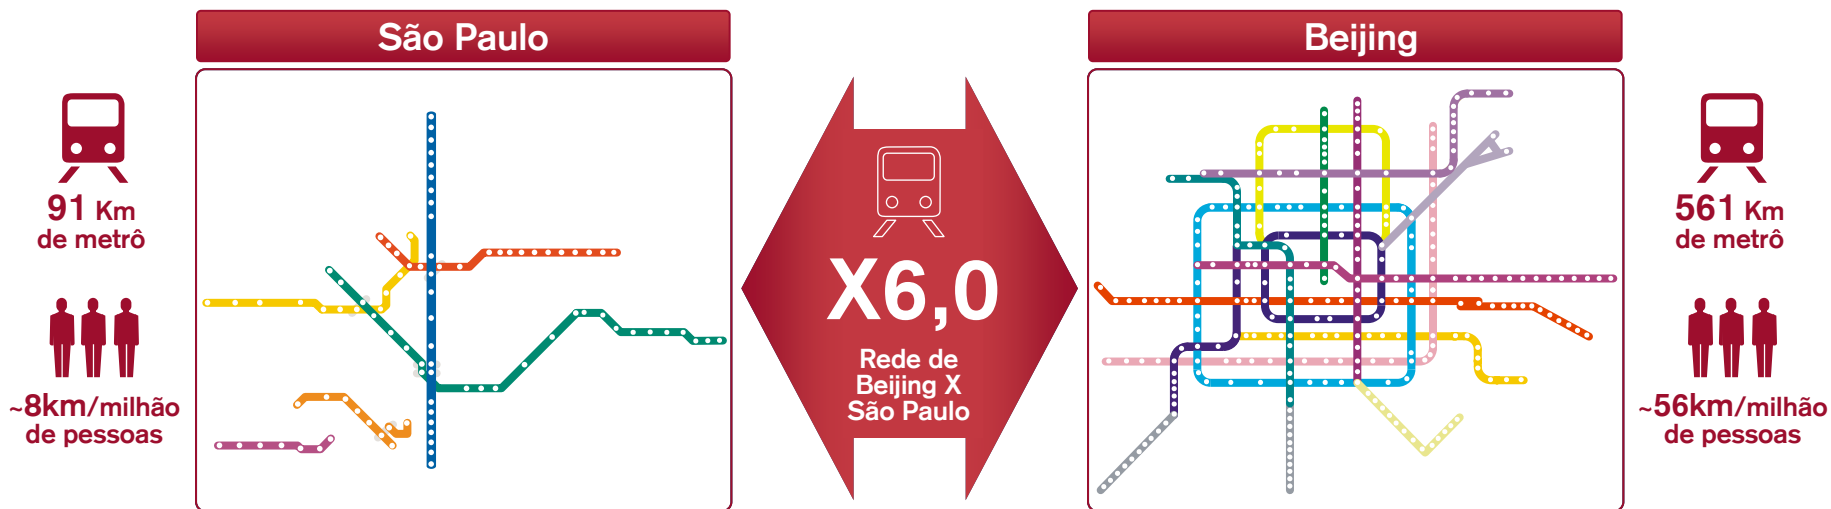 São Paulo
91 Km
de metrô
~8km/milhão
de pessoas
X6,0
Rede de
Beijing X
São Paulo
Beijing
561 Km
de metrô
~56km/milhão
de pessoas